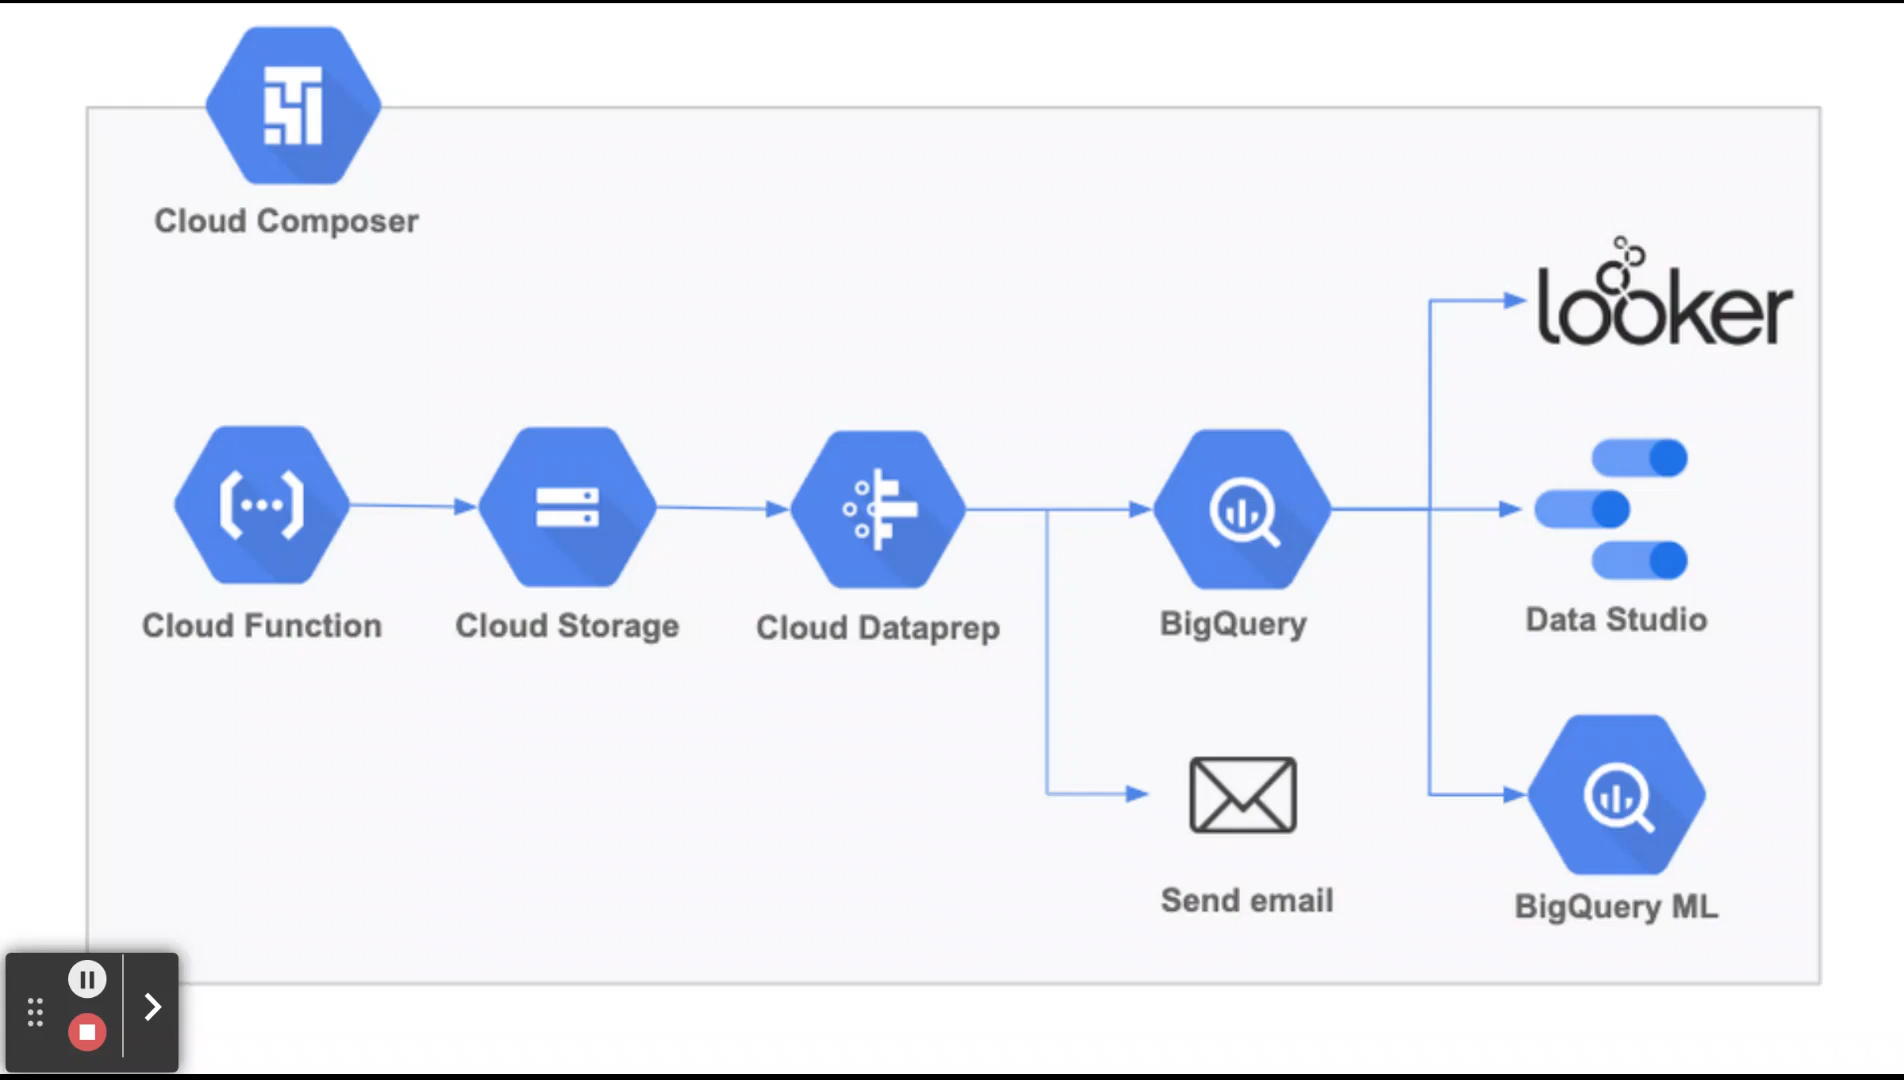 Cloud Composer
looker
Cloud Function
Cloud Storage
Cloud Dataprep
BigQuery
Data Studio
Send email
BigQuery ML